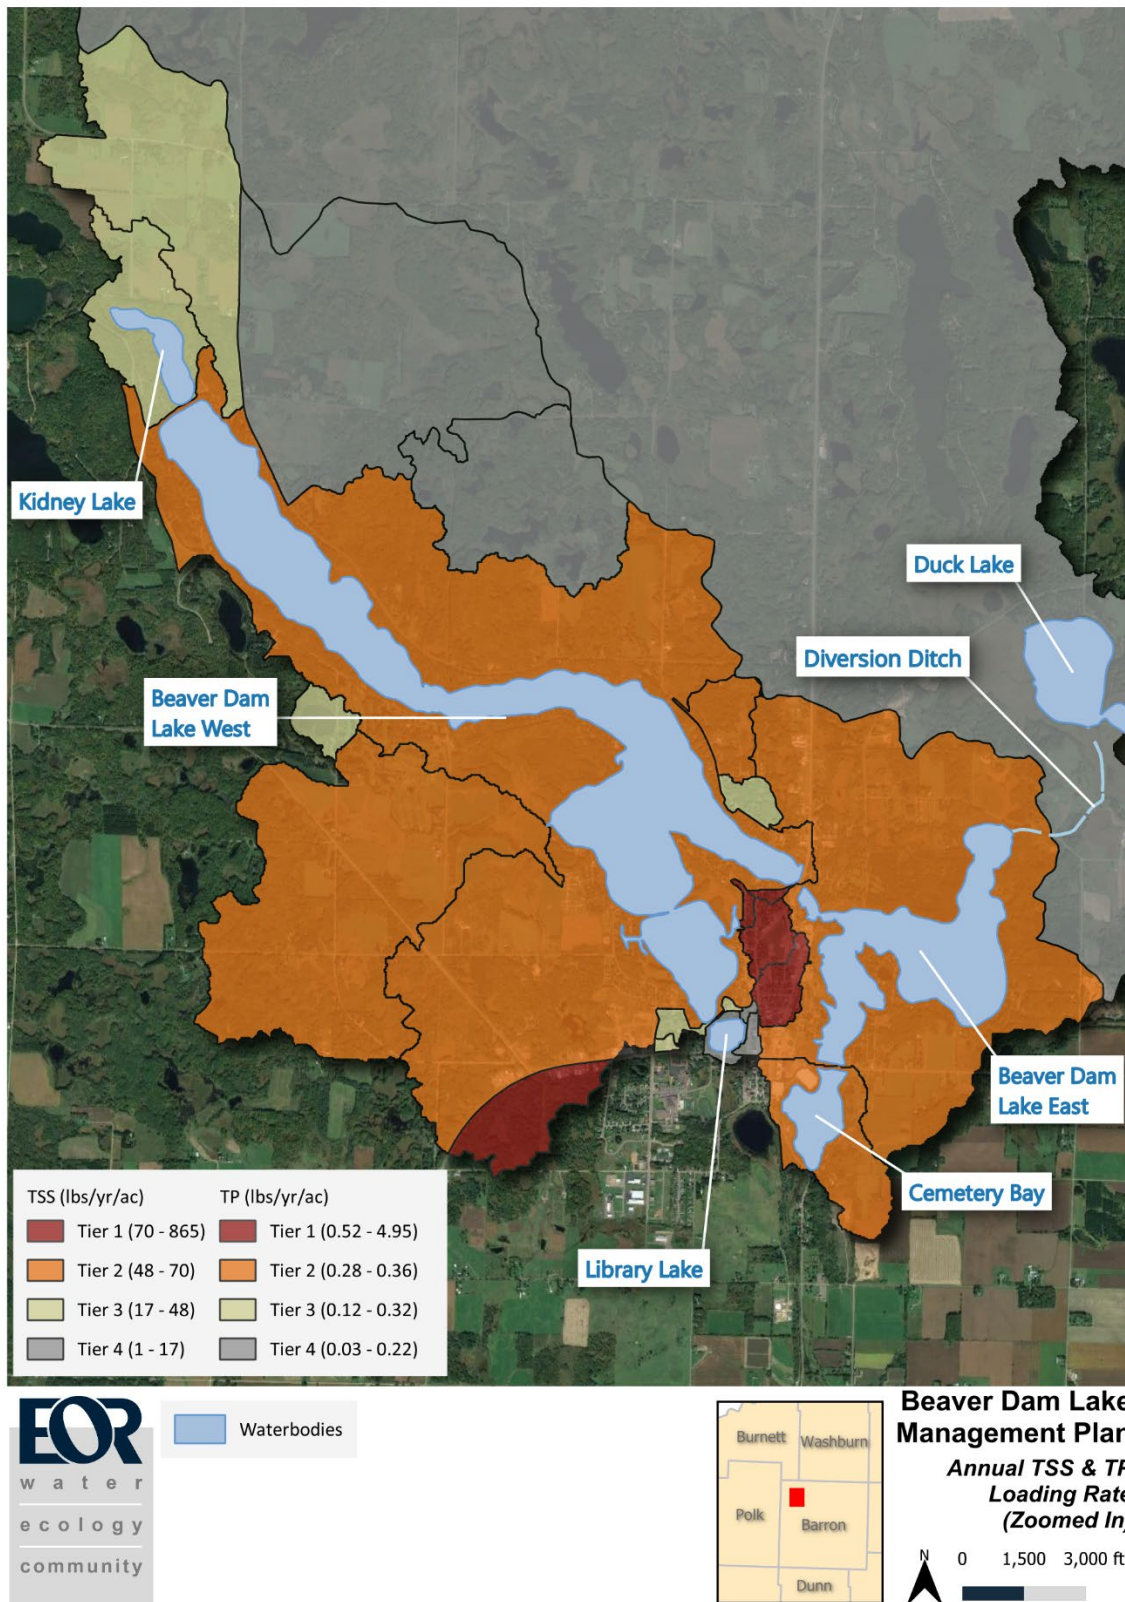 Kidney Lake
Duck Lake
Diversion Ditch
Beaver Dam
Lake West
Beaver Dam
Lake East
Cemetery Bay
Library Lake
TSS (lbs/yr/ac)
Tier 1 (70 - 865)
Tier 2 (48 - 70)
Tier 3 (17 - 48)
Tier 4 (1 - 17)
TP (lbs/yr/ac)
Tier 1 (0.52 - 4.95)
Tier 2 (0.28 - 0.36)
Tier 3 (0.12 - 0.32)
Tier 4 (0.03 - 0.22)
EOR
water
ecology
community
Waterbodies
Burnett
Washburn
Polk
Barron
Dunn
Beaver Dam Lake
Management Plan
Annual TSS & TP
Loading Rate
(Zoomed In)
N
0 1,500 3,000 ft